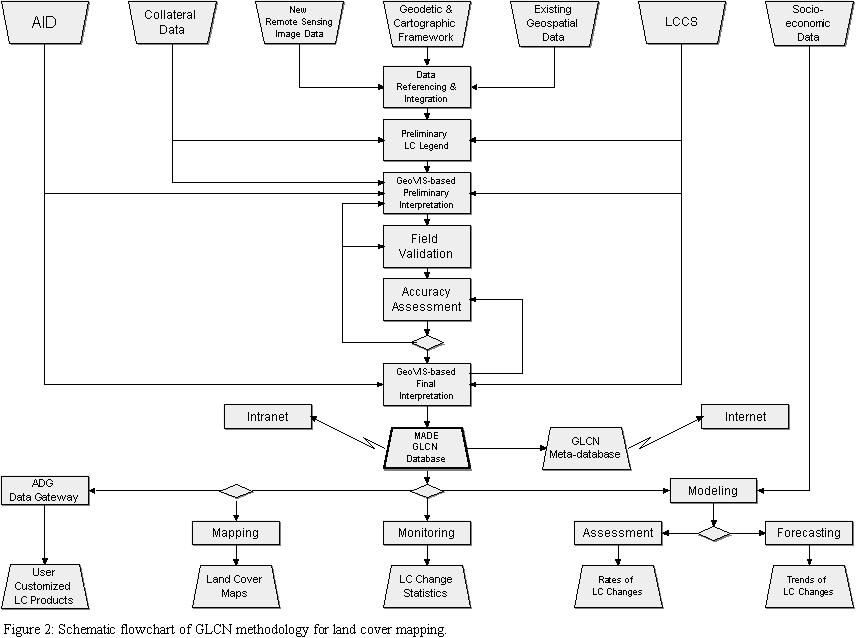 AID
Collateral
Data
New
Remote Sensing
Image Data
Geodetic &
Cartographic
Framework
Existing
Geospatial
Data
LCCS
Socio-
economic
Data
Data
Referencing &
Integration
Preliminary
LC Legend
GeoVIS-based
Preliminary
Interpretation
Field
Validation
Accuracy
Assessment
GeoVIS-based
Final
Interpretation
Intranet
MADE
GLCN
Database
GLCN
Meta-database
Internet
ADG
Data Gateway
Modeling
Mapping
Monitoring
Assessment
Forecasting
User
Customized
LC Products
Land Cover
Maps
LC Change
Statistics
Rates of
LC Changes
Trends of
LC Changes
Figure 2: Schematic flowchart of GLCN methodology for land cover mapping.